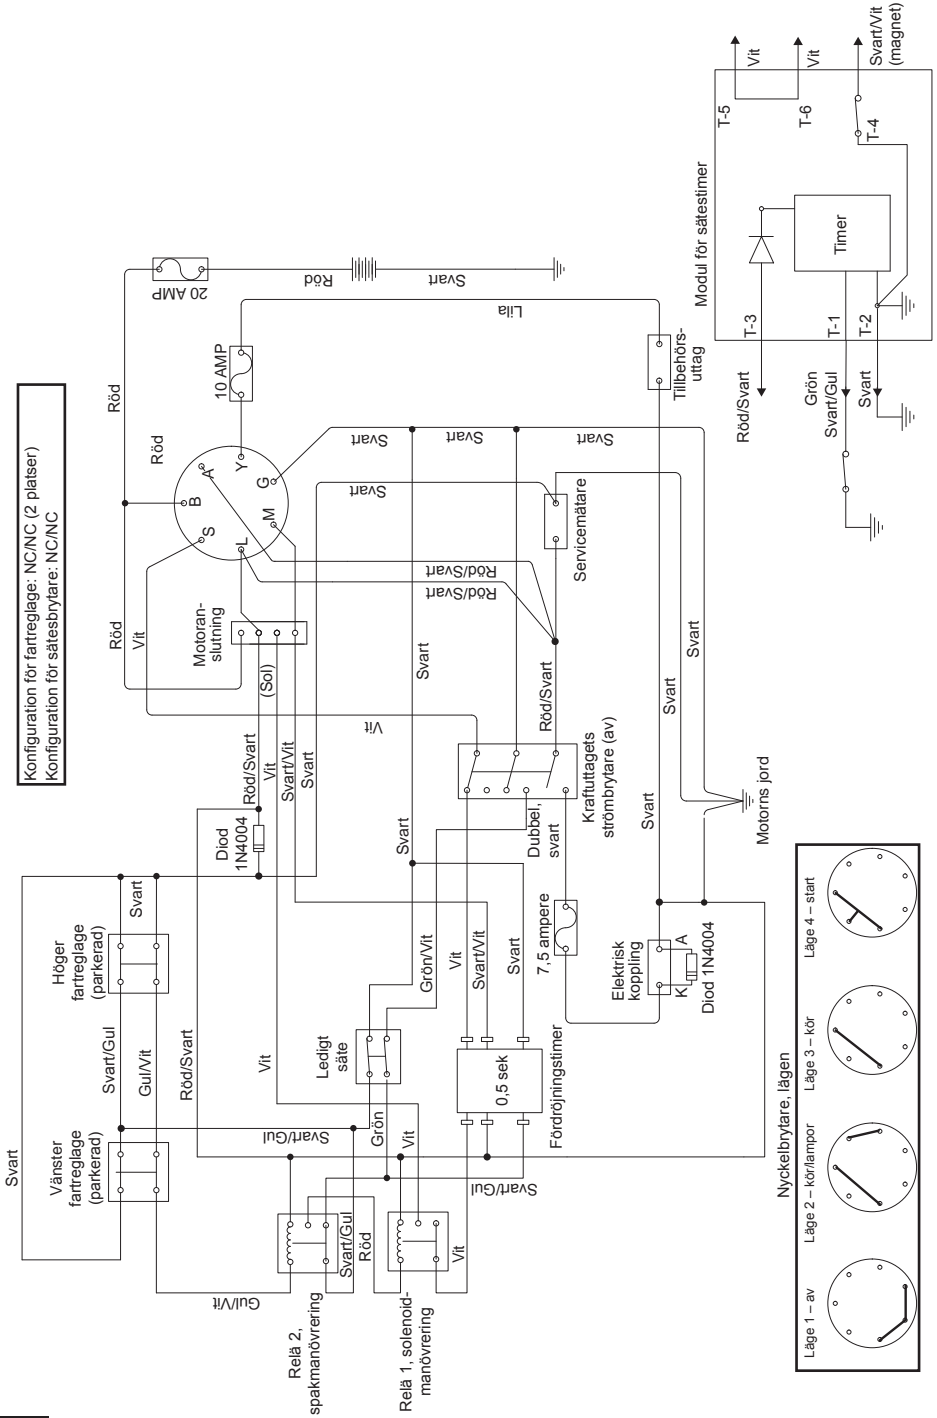 Konfiguration för fartreglage: NC/NC (2 platser)
Konfiguration för sätesbrytare: NC/NC
Svart
Vänster
fartreglage
(parkerad)
Svart/Gul
Gul/Vit
Höger
fartreglage
(parkerad)
Svart
Röd/Svart
Gul/Vit
Relä 2,
spakmanövrering
Svart/Gul
Röd
Relä 1, solenoid-
manövrering
Vit
Vit
Svart/Gul
Grön
Vit
Svart/Gul
Ledigt
säte
Grön/Vit
Svart
Diod
1N4004
Röd/Svart
Vit
Svart/Vit
Svart
(Sol)
Motoran-
slutning
Röd
Vit
Röd
Röd
Vit
S
B
A
Y
G
M
L
20 AMP
10 AMP
Röd
Svart
Lila
Svart
Svart
Svart
Svart
Röd/Svart
Röd/Svart
Svart
Röd/Svart
Servicemätare
Tillbehörs-
uttag
Kraftuttagets
strömbrytare (av)
Dubbel,
svart
Vit
Svart/Vit
Svart
0,5 sek
Fördröjningstimer
7,5 ampere
Elektrisk
koppling
K
A
Diod 1N4004
Svart
Svart
Svart
Motorns jord
Modul för sätestimer
T-5
T-6
T-4
T-3
T-1
T-2
Timer
Vit
Vit
Svart/Vit
(magnet)
Röd/Svart
Grön
Svart/Gul
Svart
Nyckelbrytare, lägen
Läge 1 – av
Läge 2 – kör/lampor
Läge 3 – kör
Läge 4 – start